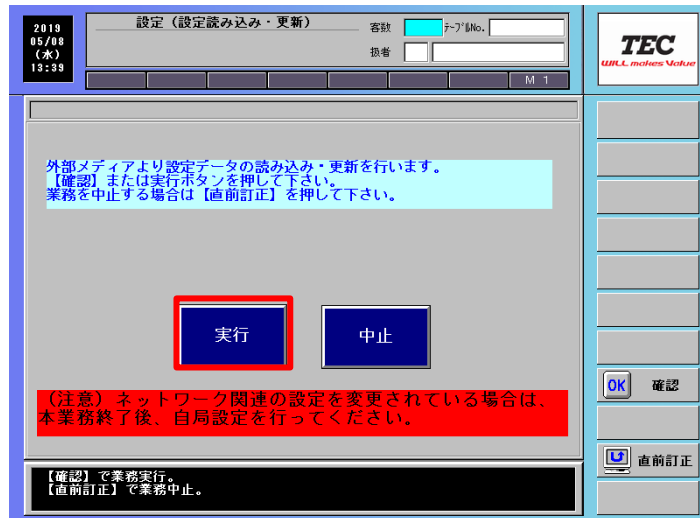 2019
05/08
(水)
13:39
設定（設定読み込み・更新）
客数
ﾃｰﾌﾞﾙNo.
扱者
M 1
TEC
WILL makes Value
外部メディアより設定データの読み込み・更新を行います。
【確認】または実行ボタンを押して下さい。
業務を中止する場合は【直前訂正】を押して下さい。
実行
中止
（注意）ネットワーク関連の設定を変更されている場合は、
本業務終了後、自局設定を行ってください。
OK 確認
直前訂正
【確認】で業務実行。
【直前訂正】で業務中止。